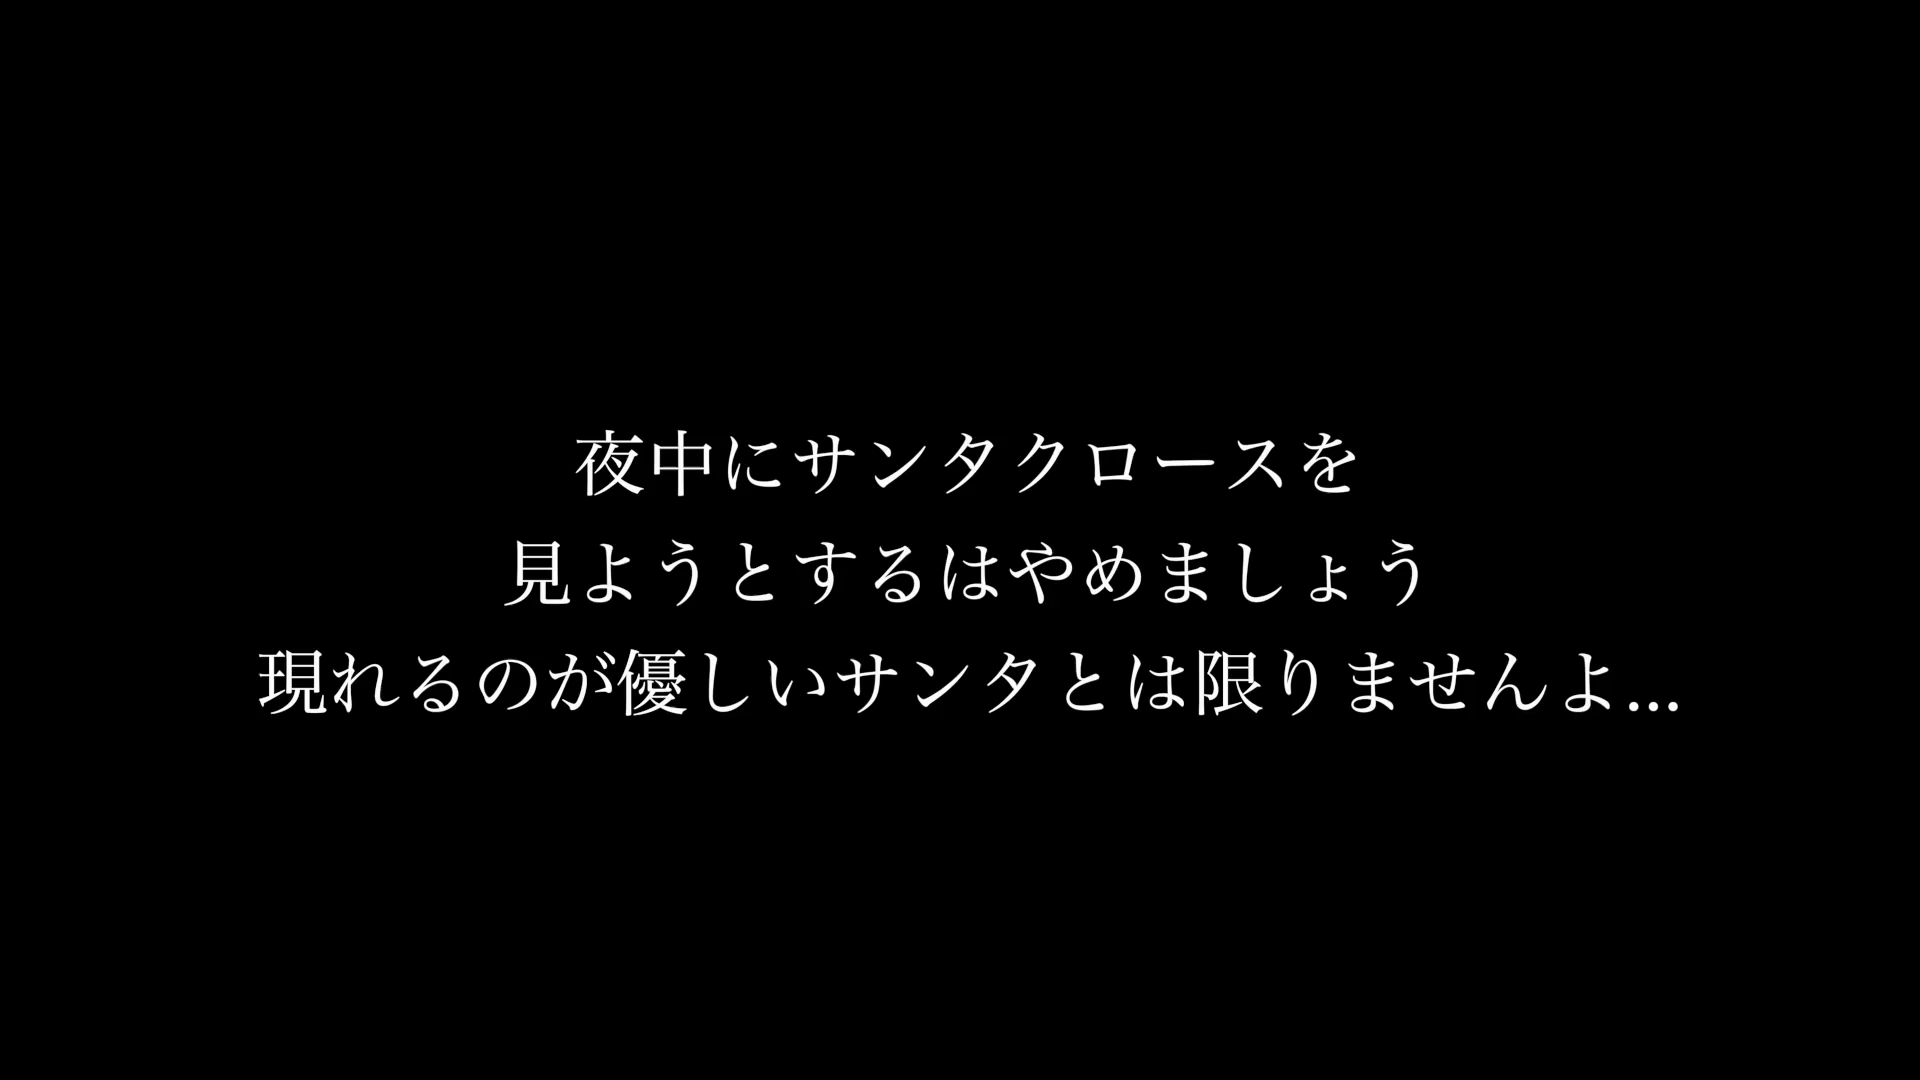 夜中にサンタクロースを
見ようとするはやめましょう
現れるのが優しいサンタとは限りませんよ...